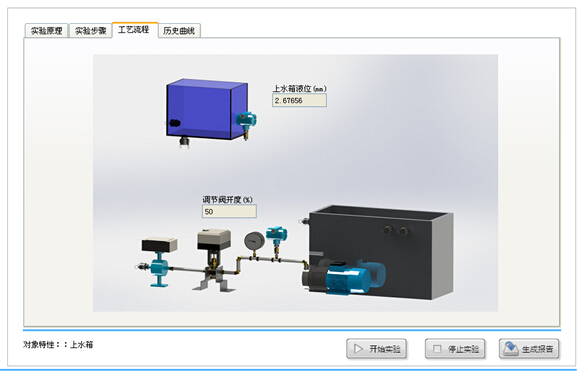 实验原理 实验步骤 工艺流程 历史曲线
上水箱液位(mm)
2.67656
调节阀开度(%)
50
对象特性：：上水箱
开始实验 停止实验 生成报告